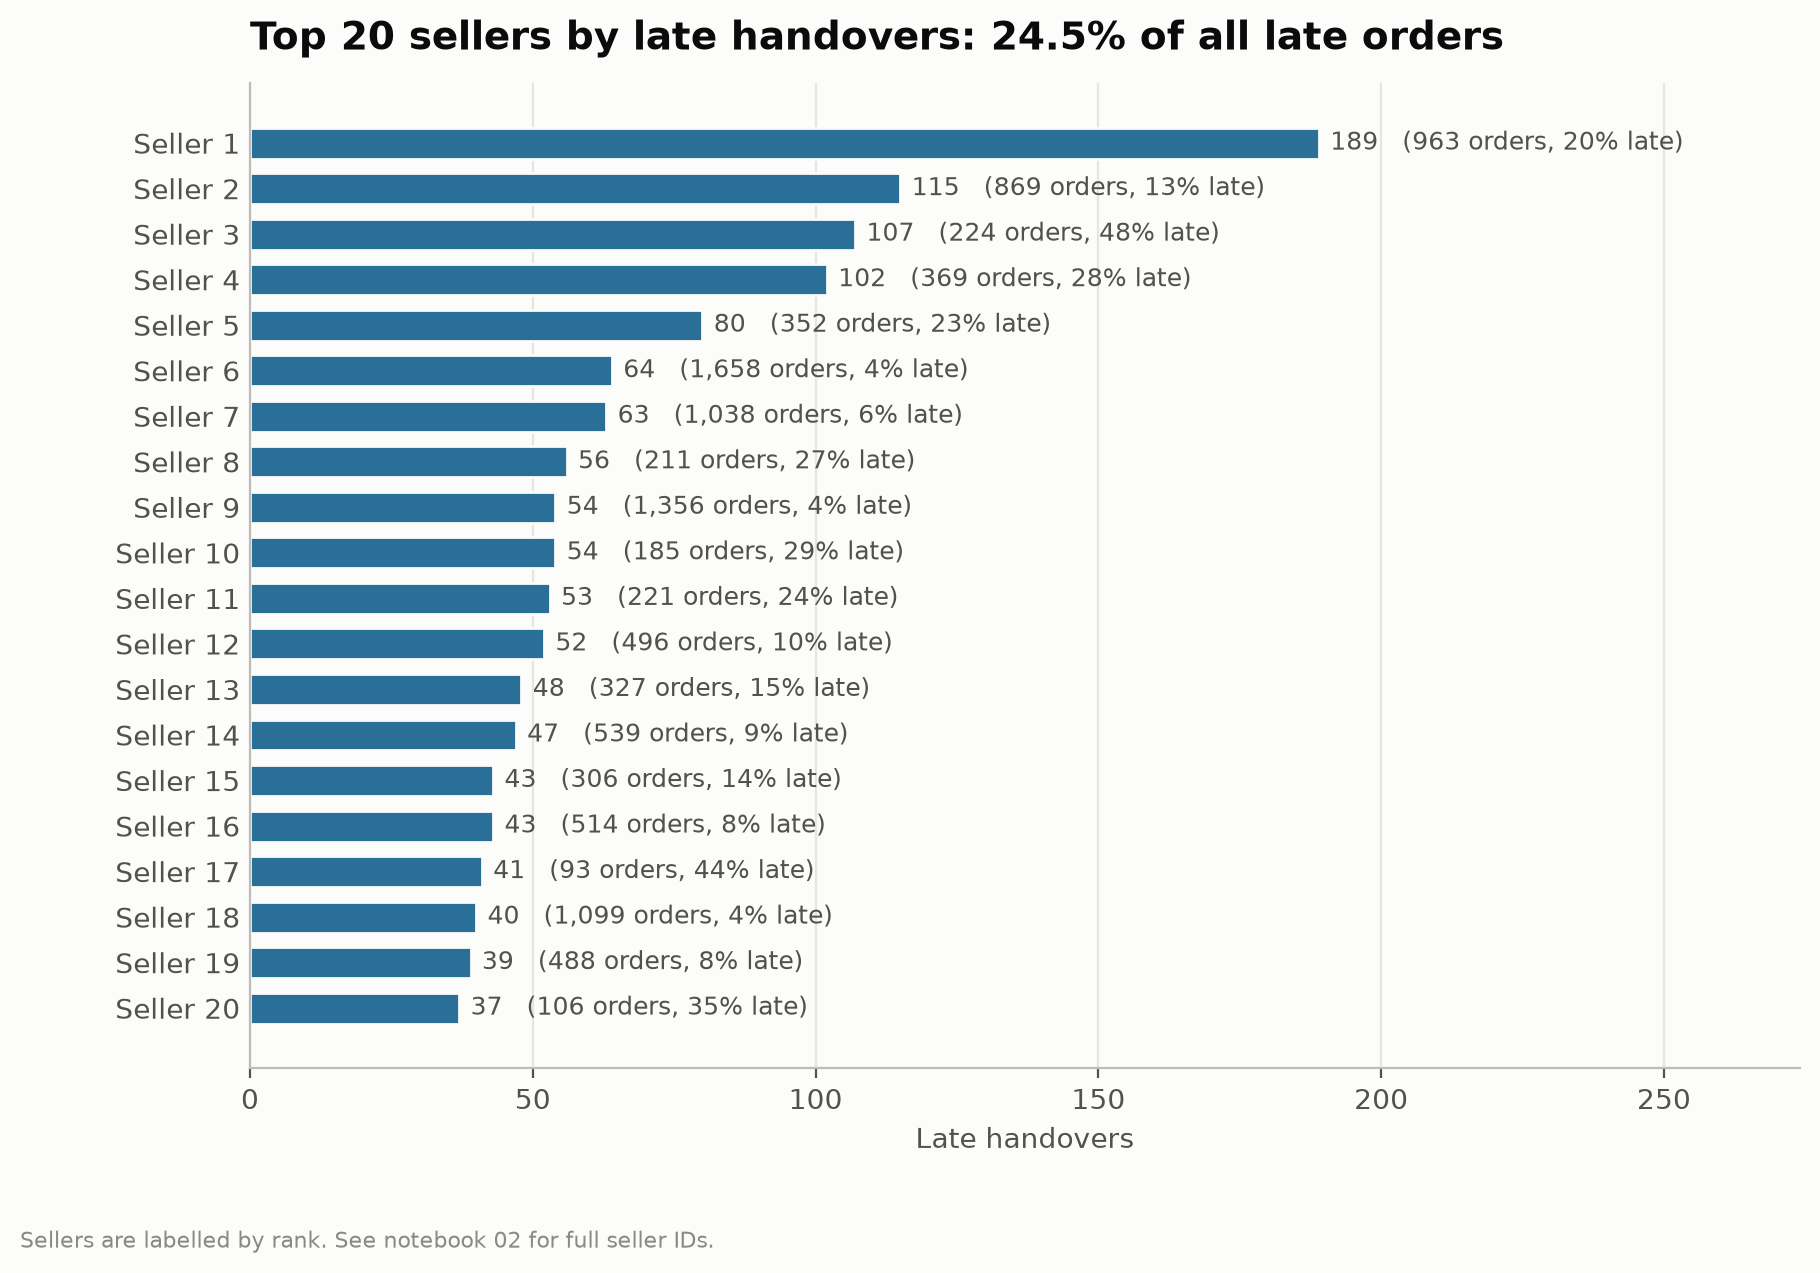 Top 20 sellers by late handovers: 24.5% of all late orders
Seller 1 189 (963 orders, 20% late)
Seller 2 115 (869 orders, 13% late)
Seller 3 107 (224 orders, 48% late)
Seller 4 102 (369 orders, 28% late)
Seller 5 80 (352 orders, 23% late)
Seller 6 64 (1,658 orders, 4% late)
Seller 7 63 (1,038 orders, 6% late)
Seller 8 56 (211 orders, 27% late)
Seller 9 54 (1,356 orders, 4% late)
Seller 10 54 (185 orders, 29% late)
Seller 11 53 (221 orders, 24% late)
Seller 12 52 (496 orders, 10% late)
Seller 13 48 (327 orders, 15% late)
Seller 14 47 (539 orders, 9% late)
Seller 15 43 (306 orders, 14% late)
Seller 16 43 (514 orders, 8% late)
Seller 17 41 (93 orders, 44% late)
Seller 18 40 (1,099 orders, 4% late)
Seller 19 39 (488 orders, 8% late)
Seller 20 37 (106 orders, 35% late)
0 50 100 150 200 250
Late handovers
Sellers are labelled by rank. See notebook 02 for full seller IDs.